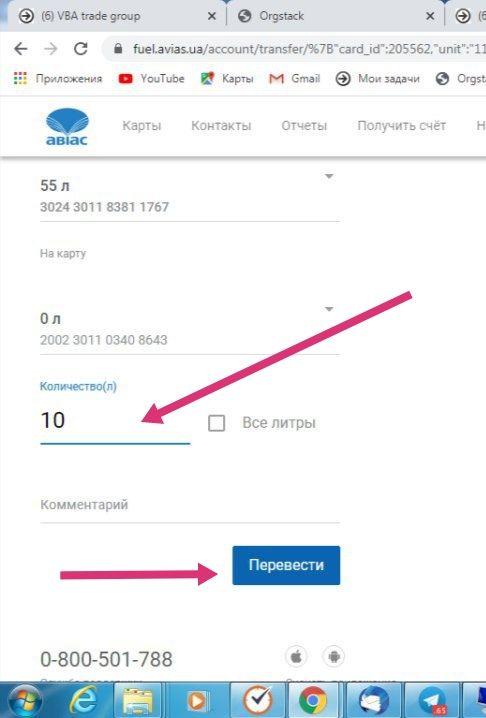 (6) VBA trade group
Orgstack
(6
fuel.avias.ua/account/transfer/%7B"card_id":205562,"unit":"11
Приложения YouTube Карты Gmail Мои задачи Orgst
авіас Карты Контакты Отчеты Получить счёт Н
55 л
3024 3011 8381 1767
На карту
0 л
2002 3011 0340 8643
Количество(л)
10 Все литры
Комментарий
Перевести
0-800-501-788
65